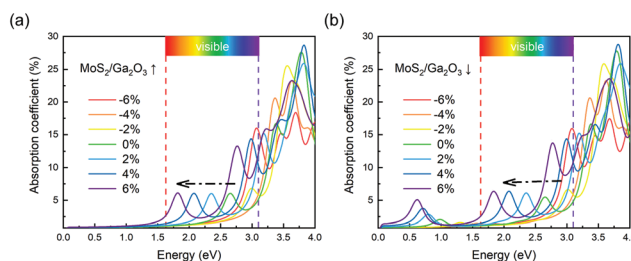 (a)
visible
MoS₂/Ga₂O₃ ↑
-6%
-4%
-2%
0%
2%
4%
6%
Absorption coefficient (%)
30
25
20
15
10
5
0
0.0 0.5 1.0 1.5 2.0 2.5 3.0 3.5 4.0
Energy (eV)
(b)
visible
MoS₂/Ga₂O₃ ↓
-6%
-4%
-2%
0%
2%
4%
6%
Absorption coefficient (%)
30
25
20
15
10
5
0
0.0 0.5 1.0 1.5 2.0 2.5 3.0 3.5 4.
Energy (eV)